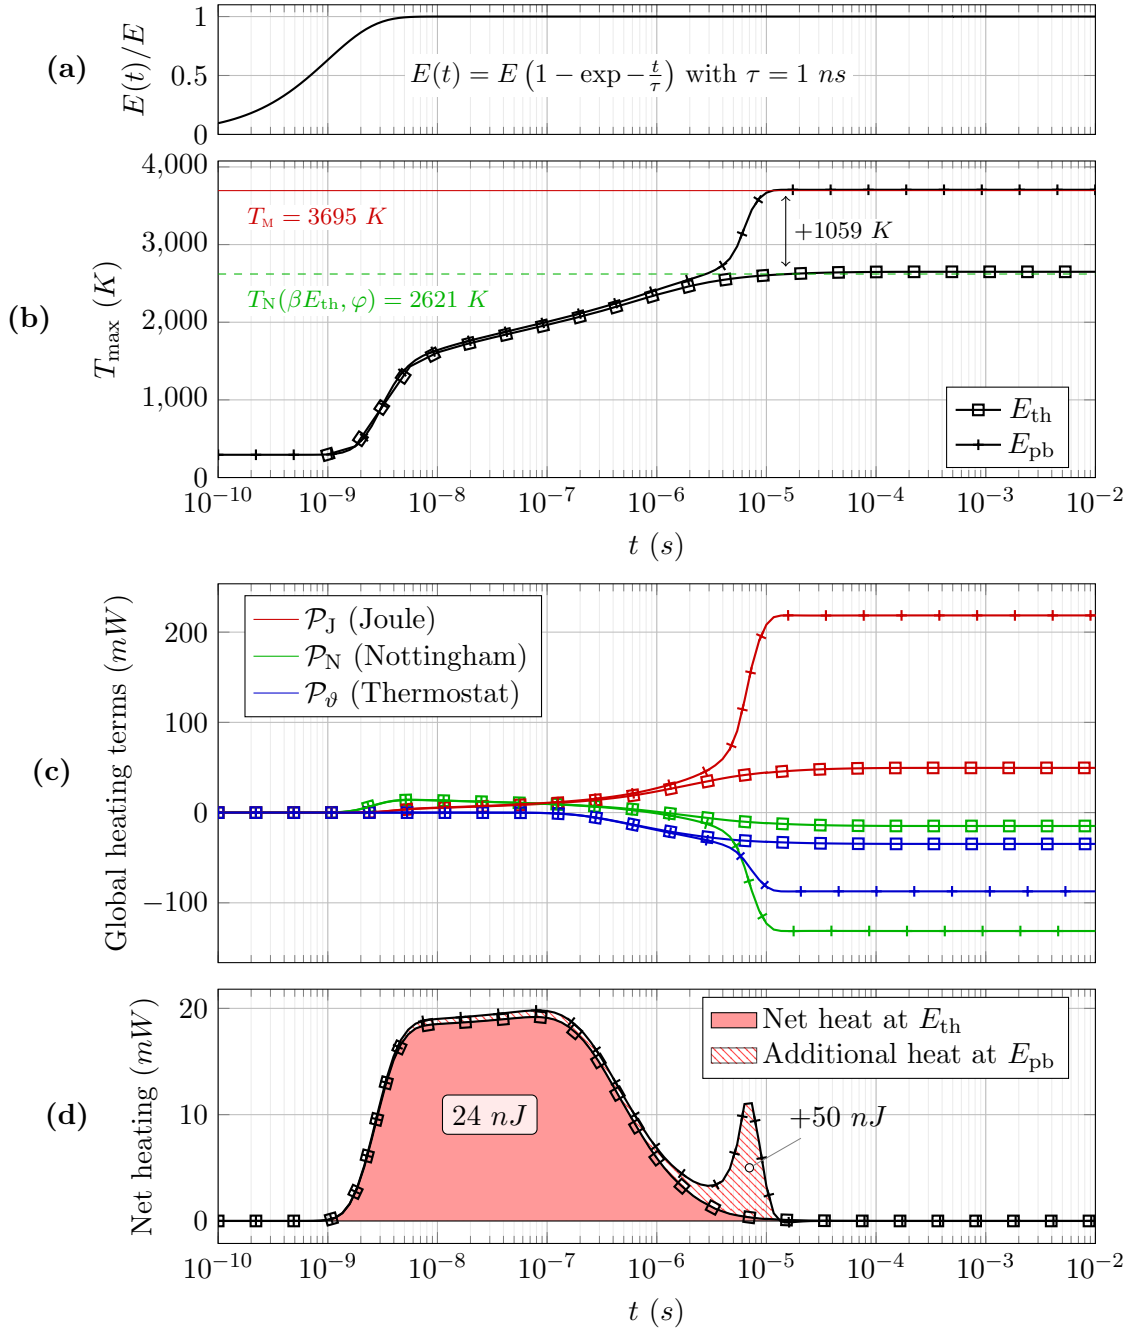 (a)
E(t)/E
1
0.5
0
E(t) = E (1 − exp − t/τ) with τ = 1 ns
(b)
T_max (K)
4,000
3,000
2,000
1,000
0
T_M = 3695 K
+1059 K
T_N(βE_th, φ) = 2621 K
E_th
E_pb
10^−10 10^−9 10^−8 10^−7 10^−6 10^−5 10^−4 10^−3 10^−2
t (s)
(c)
Global heating terms (mW)
200
100
0
−100
𝒫_J (Joule)
𝒫_N (Nottingham)
𝒫_ϑ (Thermostat)
(d)
Net heating (mW)
20
10
0
Net heat at E_th
Additional heat at E_pb
24 nJ
+50 nJ
10^−10 10^−9 10^−8 10^−7 10^−6 10^−5 10^−4 10^−3 10^−2
t (s)